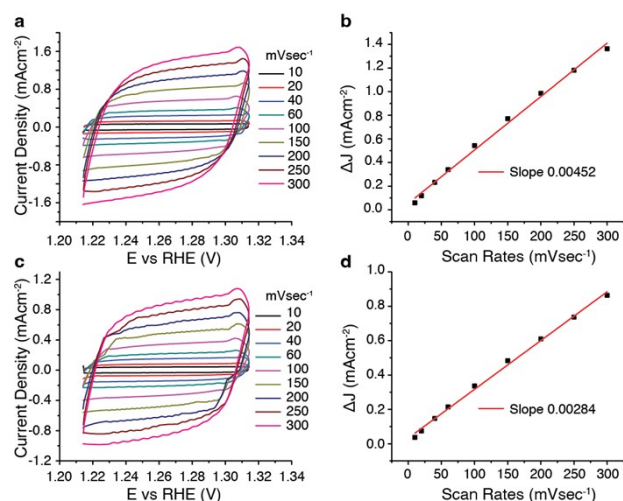 a
Current Density (mAcm⁻²)
1.6
0.8
0.0
-0.8
-1.6
1.20 1.22 1.24 1.26 1.28 1.30 1.32 1.34
E vs RHE (V)
mVsec⁻¹
10
20
40
60
100
150
200
250
300
b
ΔJ (mAcm⁻²)
1.4
1.2
1.0
0.8
0.6
0.4
0.2
0.0
0 50 100 150 200 250 300
Scan Rates (mVsec⁻¹)
Slope 0.00452
c
Current Density (mAcm⁻²)
1.2
0.6
0.0
-0.6
-1.2
1.20 1.22 1.24 1.26 1.28 1.30 1.32 1.34
E vs RHE (V)
mVsec⁻¹
10
20
40
60
100
150
200
250
300
d
ΔJ (mAcm⁻²)
1.0
0.8
0.6
0.4
0.2
0.0
0 50 100 150 200 250 300
Scan Rates (mVsec⁻¹)
Slope 0.00284